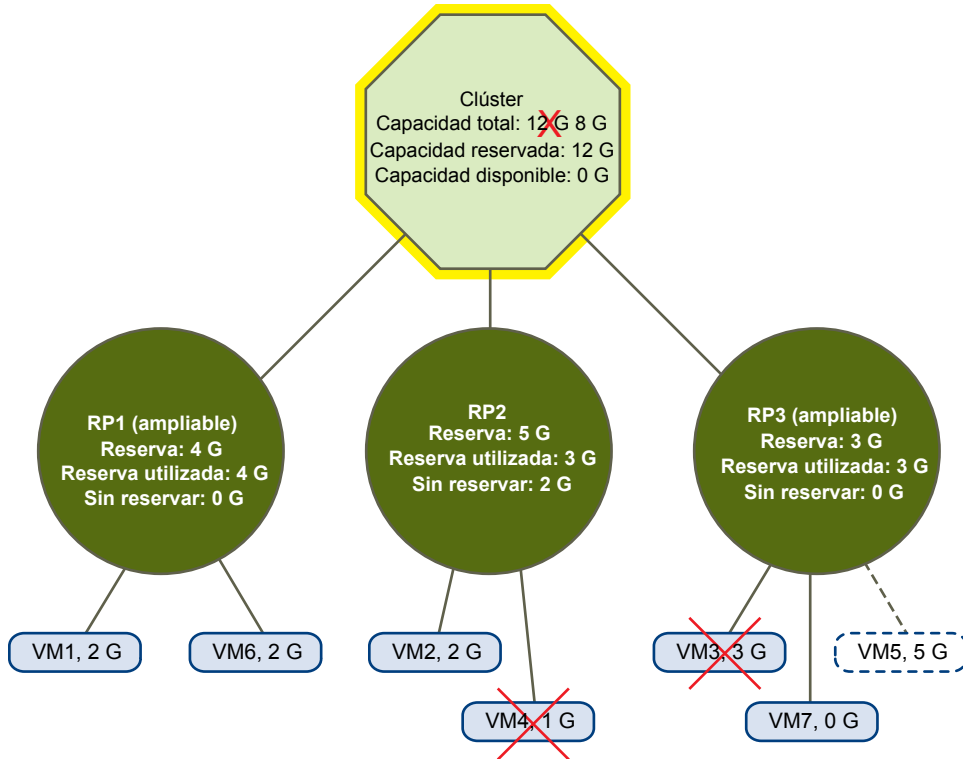 Clúster
Capacidad total: 12 G 8 G
Capacidad reservada: 12 G
Capacidad disponible: 0 G
RP1 (ampliable)
Reserva: 4 G
Reserva utilizada: 4 G
Sin reservar: 0 G
RP2
Reserva: 5 G
Reserva utilizada: 3 G
Sin reservar: 2 G
RP3 (ampliable)
Reserva: 3 G
Reserva utilizada: 3 G
Sin reservar: 0 G
VM1, 2 G
VM6, 2 G
VM2, 2 G
VM3, 3 G
VM5, 5 G
VM4, 1 G
VM7, 0 G